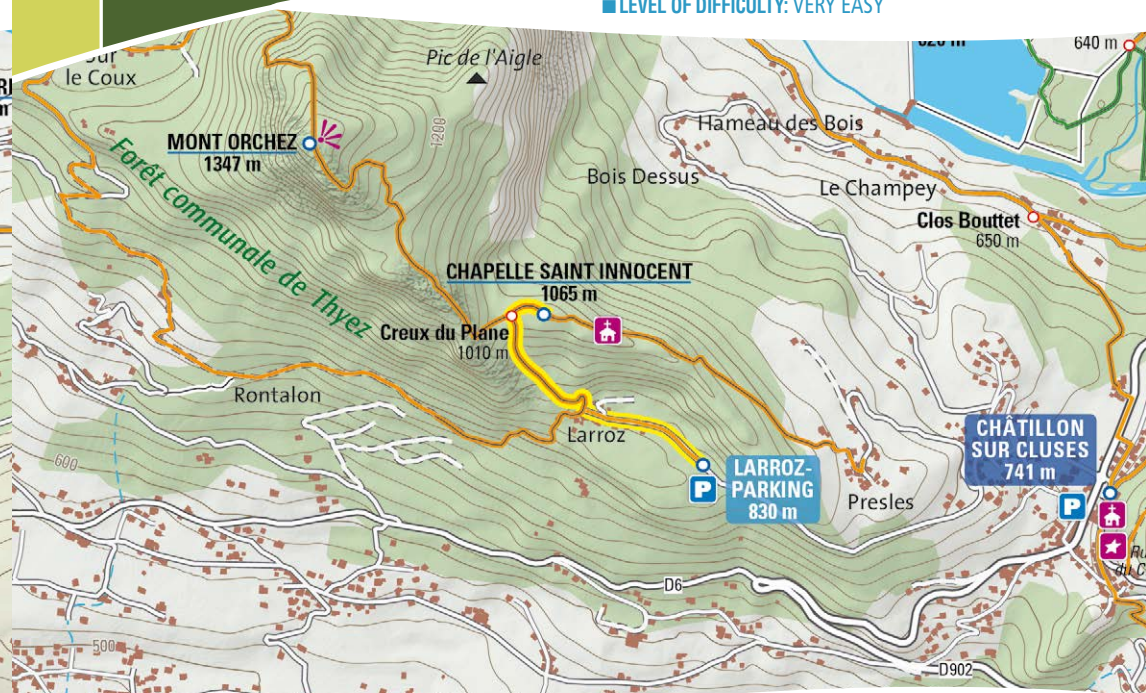 LEVEL OF DIFFICULTY: VERY EASY
le Coux
Pic de l'Aigle
640 m
MONT ORCHEZ
1347 m
1200
Hameau des Bois
Forêt communale de Thyez
Bois Dessus
Le Champey
Clos Bouttet
650 m
CHAPELLE SAINT INNOCENT
1065 m
Creux du Plane
1010 m
Rontalon
Larroz
600
CHÂTILLON
SUR CLUSES
741 m
LARROZ-
PARKING
830 m
P
P
Presles
D6
500
D902